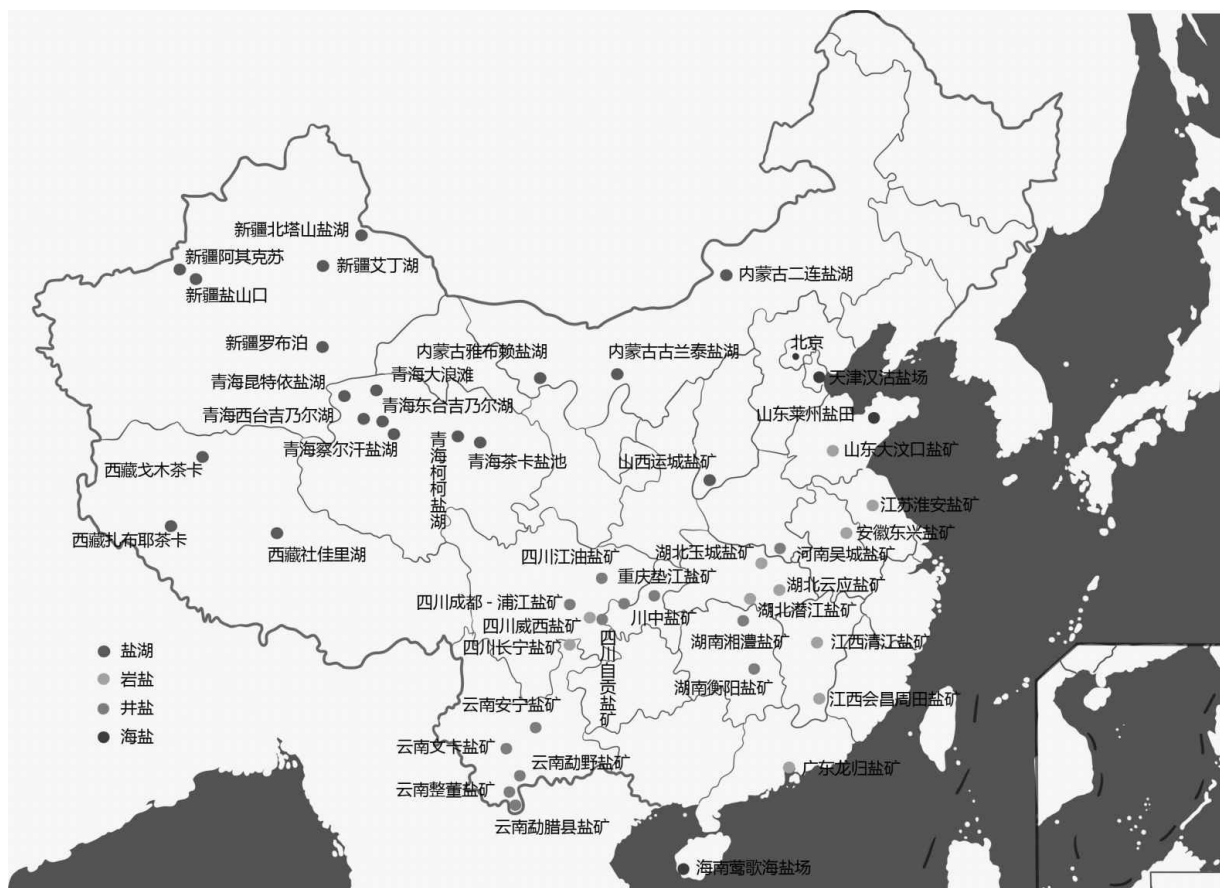 新疆北塔山盐湖
新疆阿其克苏
新疆艾丁湖
内蒙古二连盐湖
新疆盐山口
新疆罗布泊
内蒙古雅布赖盐湖
内蒙古古兰泰盐湖
北京
青海大浪滩
天津汉沽盐场
青海昆特依盐湖
青海东台吉乃尔湖
青海西台吉乃尔湖
山东莱州盐田
青海察尔汗盐湖
青海柯柯盐湖
青海茶卡盐池
山西运城盐矿
山东大汶口盐矿
西藏戈木茶卡
江苏淮安盐矿
西藏扎布耶茶卡
西藏社佳里湖
安徽东兴盐矿
四川江油盐矿
湖北玉城盐矿
河南吴城盐矿
重庆垫江盐矿
湖北云应盐矿
四川成都-浦江盐矿
川中盐矿
湖北潜江盐矿
四川威西盐矿
四川自贡盐矿
湖南湘澧盐矿
江西清江盐矿
四川长宁盐矿
盐湖
岩盐
井盐
海盐
湖南衡阳盐矿
江西会昌周田盐矿
云南安宁盐矿
云南文卡盐矿
云南勐野盐矿
广东龙归盐矿
云南整董盐矿
云南勐腊县盐矿
海南莺歌海盐场